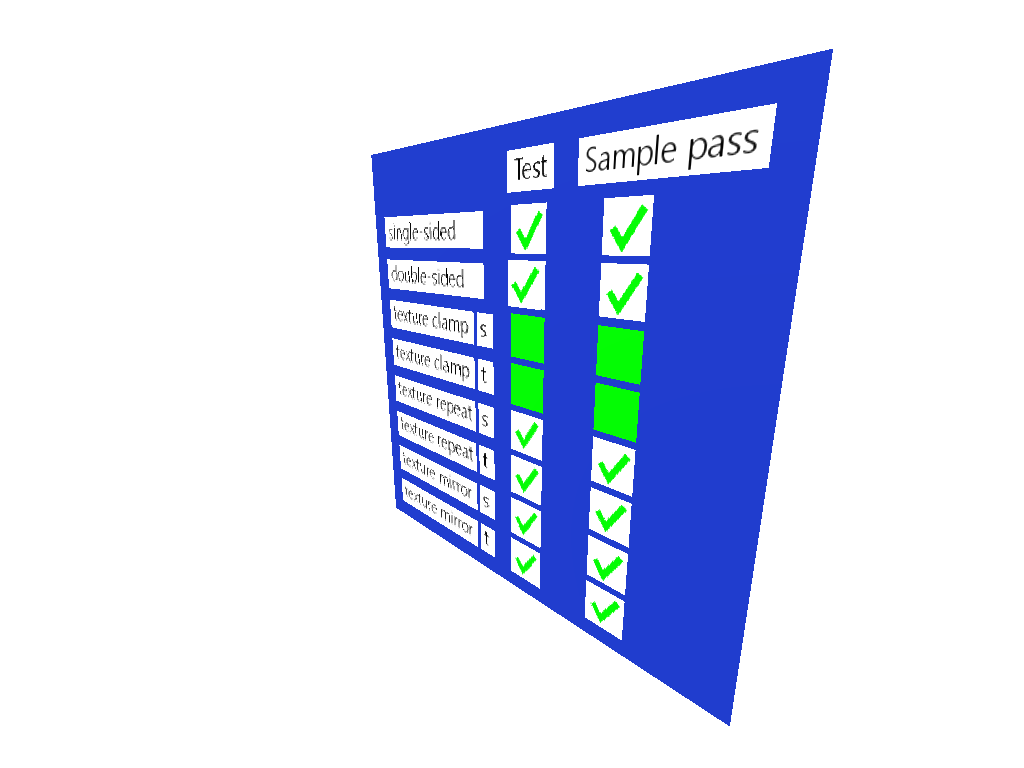 Test Sample pass
single-sided
double-sided
texture clamp s
texture clamp t
texture repeat s
texture repeat t
texture mirror s
texture mirror t